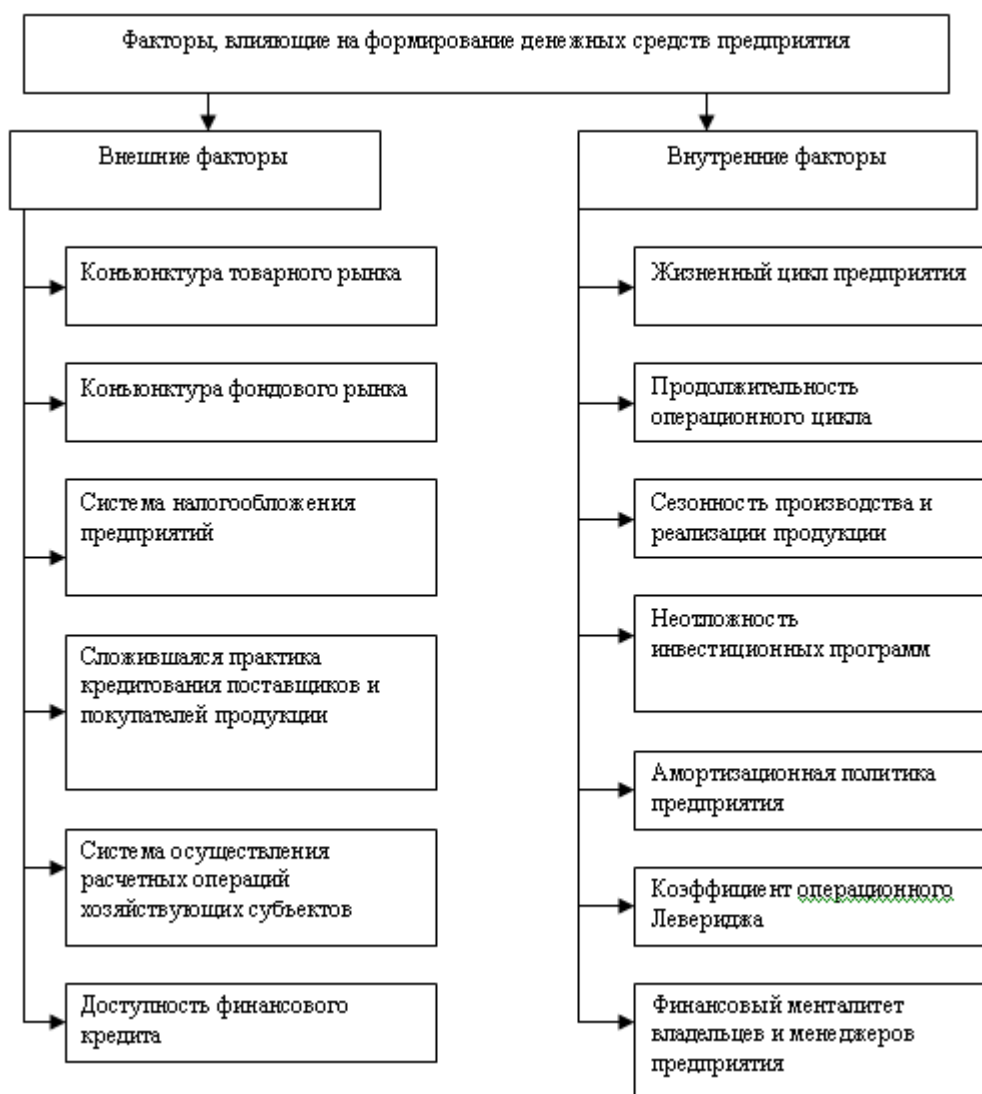 Факторы, влияющие на формирование денежных средств предприятия
Внешние факторы
Конъюнктура товарного рынка
Конъюнктура фондового рынка
Система налогообложения
предприятий
Сложившаяся практика
кредитования поставщиков и
покупателей продукции
Система осуществления
расчетных операций
хозяйствующих субъектов
Доступность финансового
кредита
Внутренние факторы
Жизненный цикл предприятия
Продолжительность
операционного цикла
Сезонность производства и
реализации продукции
Неотложность
инвестиционных программ
Амортизационная политика
предприятия
Коэффициент операционного
Левериджа
Финансовый менталитет
владельцев и менеджеров
предприятия